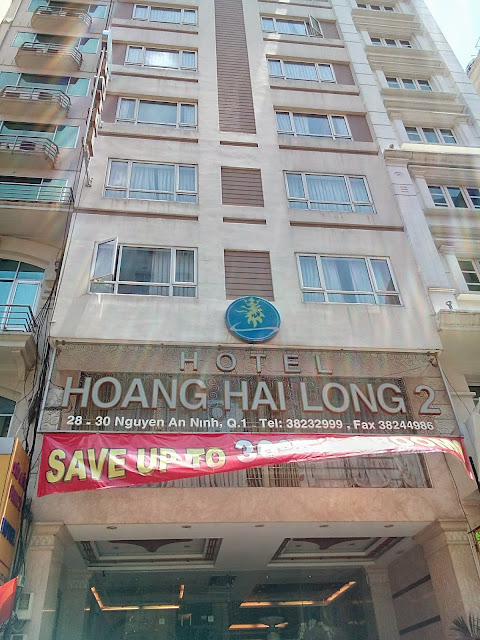 HOTEL
HOANG HAI LONG 2
28 - 30 Nguyen An Ninh, Q.1 - Tel: 38232999 . Fax 38244986
SAVE UP TO